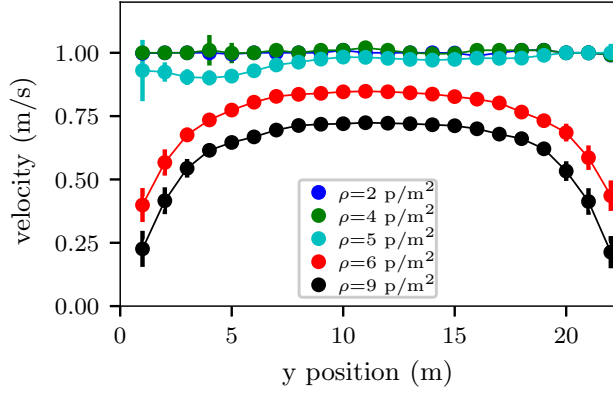 1.00
0.75
0.50
0.25
0.00
velocity (m/s)
ρ=2 p/m²
ρ=4 p/m²
ρ=5 p/m²
ρ=6 p/m²
ρ=9 p/m²
0 5 10 15 20
y position (m)